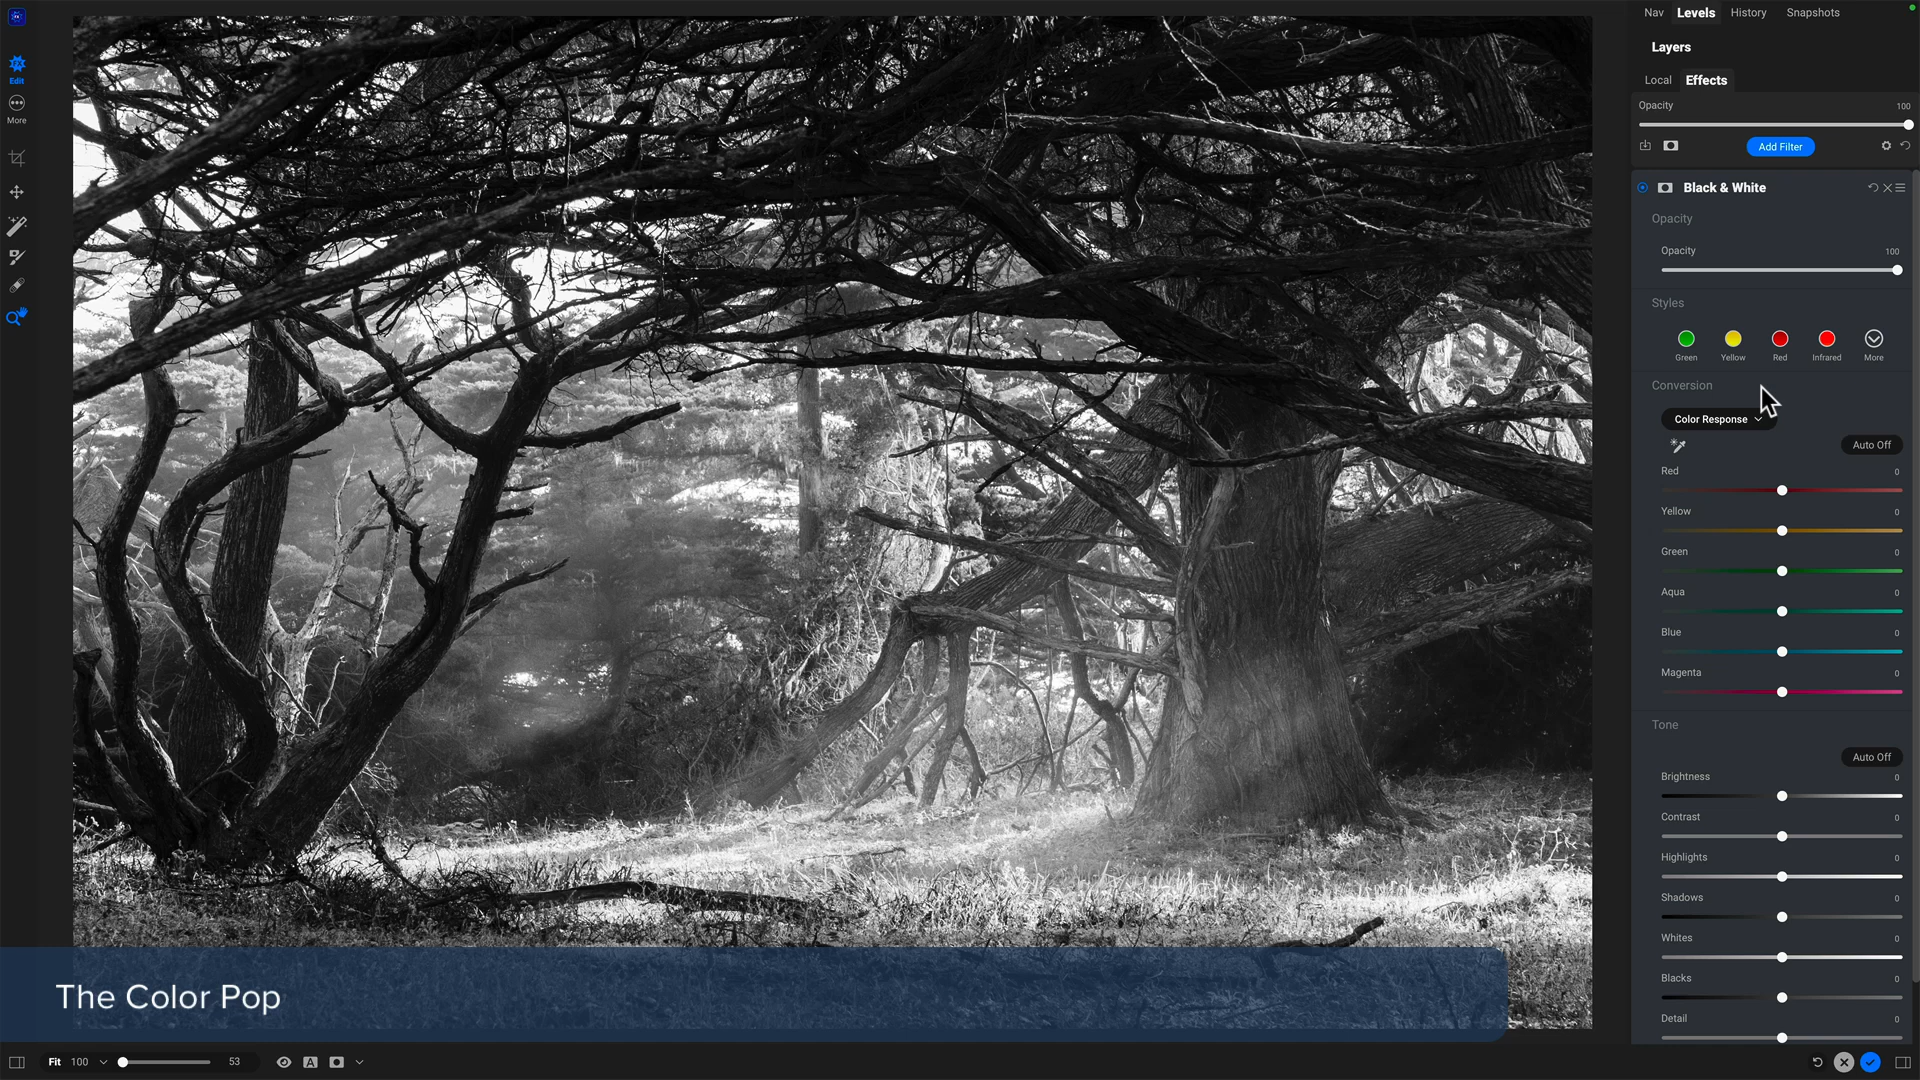 Nav Levels History Snapshots
Layers
Local Effects
Opacity 100
Add Filter
Edit
More
Black & White
Opacity
Opacity 100
Styles
Green Yellow Red Infrared More
Conversion
Color Response
Auto Off
Red 0
Yellow 0
Green 0
Aqua 0
Blue 0
Magenta 0
Tone
Auto Off
Brightness 0
Contrast 0
Highlights 0
Shadows 0
Whites 0
Blacks 0
Detail 0
The Color Pop
Fit 100 53 A